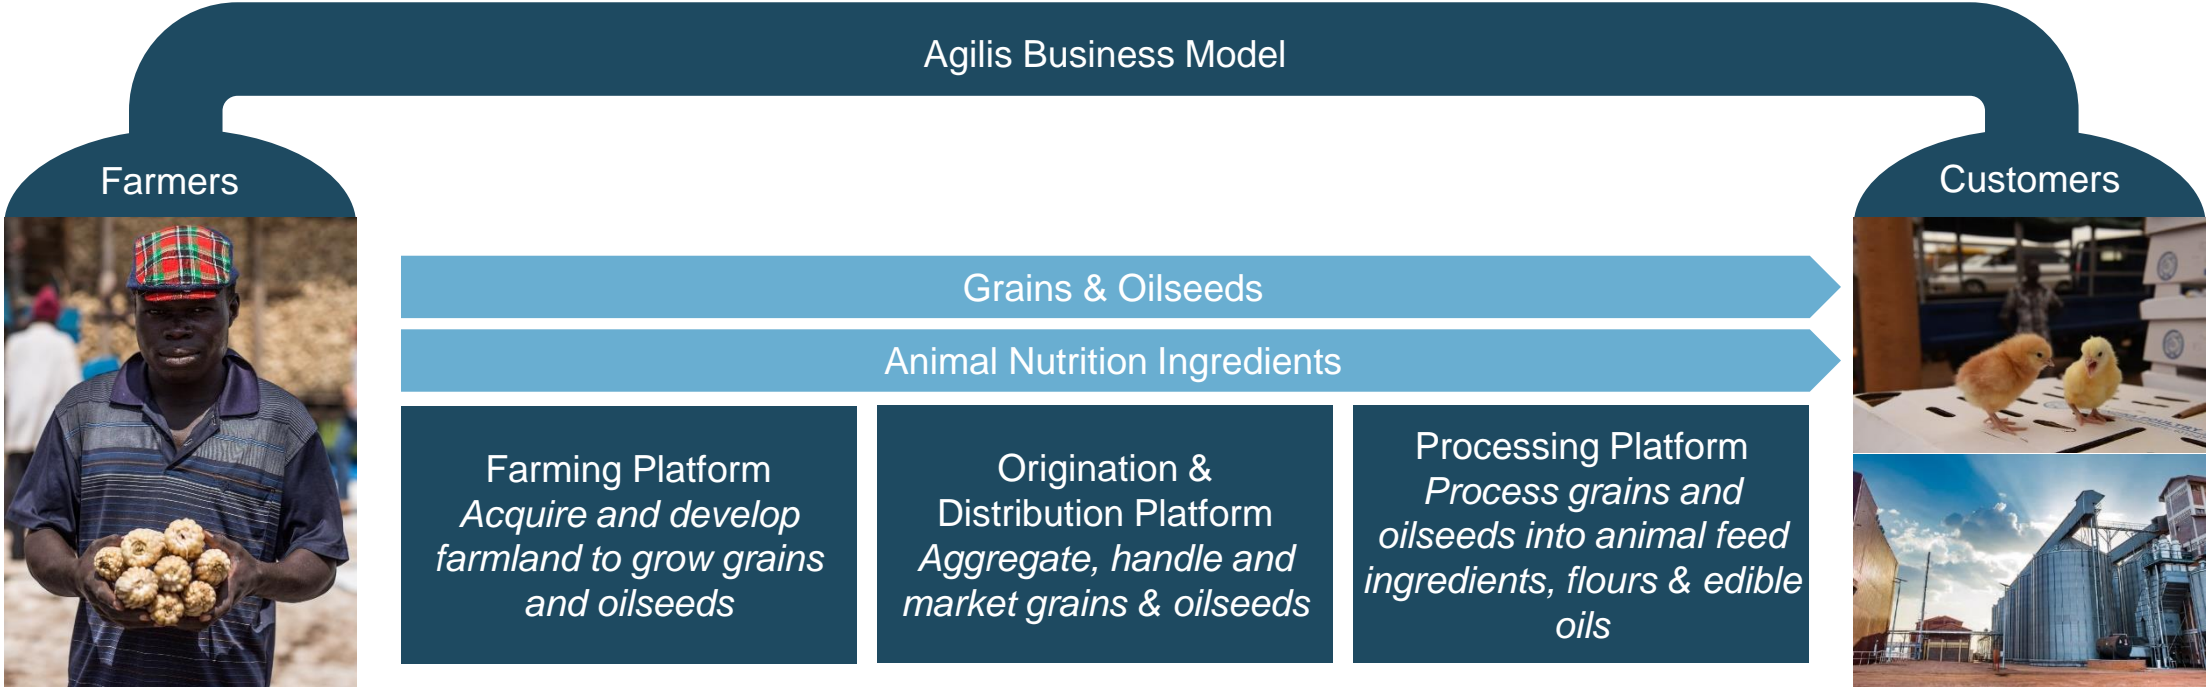 Agilis Business Model
Farmers
Customers
Grains & Oilseeds
Animal Nutrition Ingredients
Farming Platform
Acquire and develop
farmland to grow grains
and oilseeds
Origination &
Distribution Platform
Aggregate, handle and
market grains & oilseeds
Processing Platform
Process grains and
oilseeds into animal feed
ingredients, flours & edible
oils
POULTRY